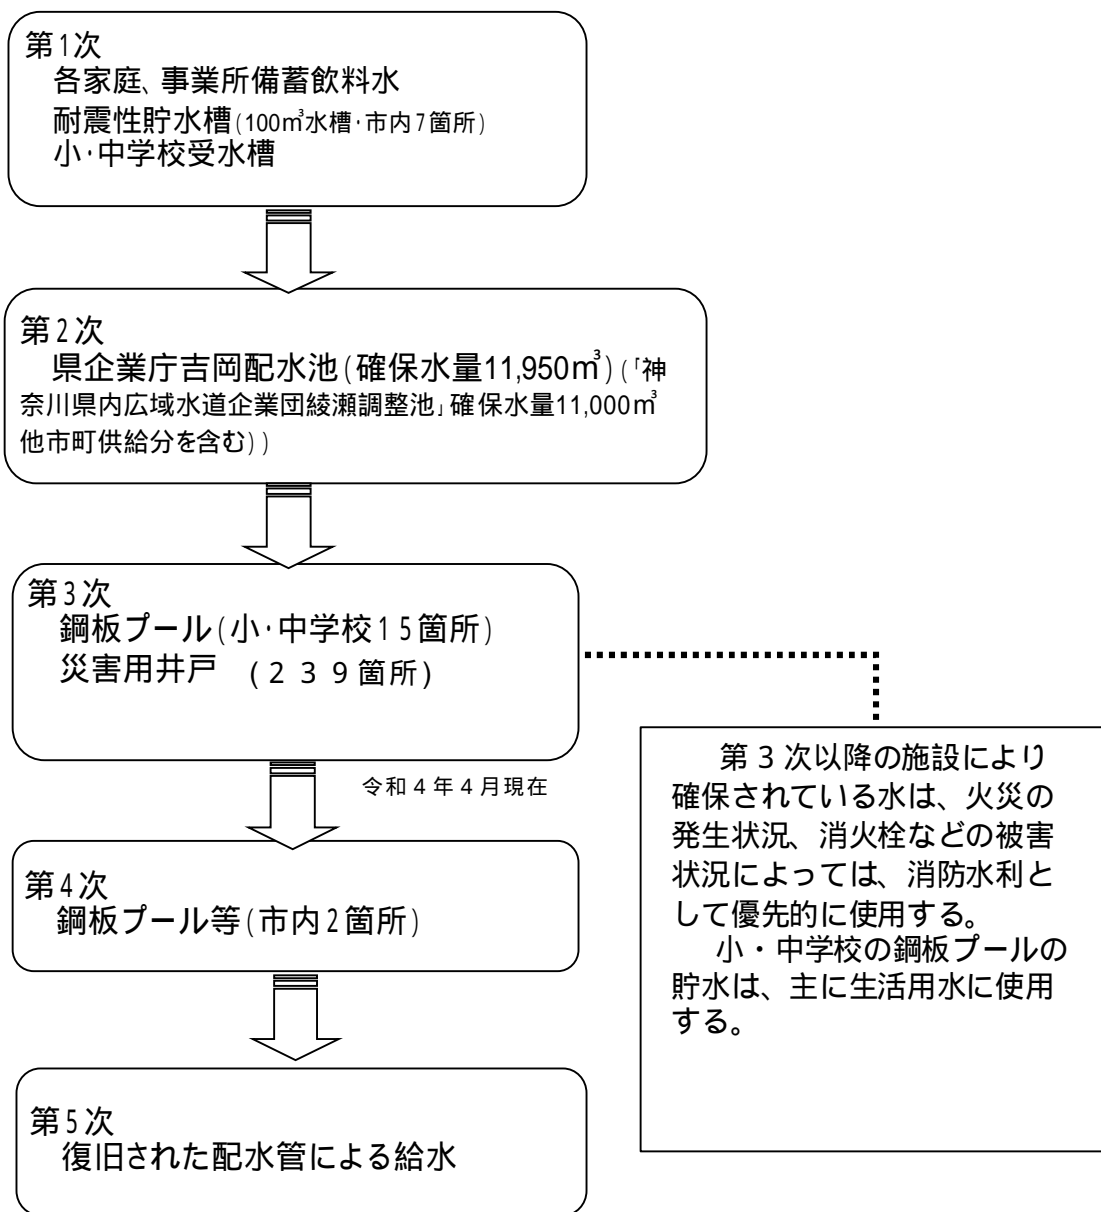 第1次
各家庭、事業所備蓄飲料水
耐震性貯水槽(100㎥水槽･市内7箇所)
小･中学校受水槽
第2次
県企業庁吉岡配水池(確保水量11,950㎥)(｢神
奈川県内広域水道企業団綾瀬調整池｣確保水量11,000㎥
他市町供給分を含む))
第3次
鋼板プール(小･中学校15箇所)
災害用井戸 (２３９箇所)
令和４年４月現在
第３次以降の施設により
確保されている水は、火災の
発生状況、消火栓などの被害
状況によっては、消防水利と
して優先的に使用する。
小・中学校の鋼板プールの
貯水は、主に生活用水に使用
する。
第4次
鋼板プール等(市内2箇所)
第5次
復旧された配水管による給水